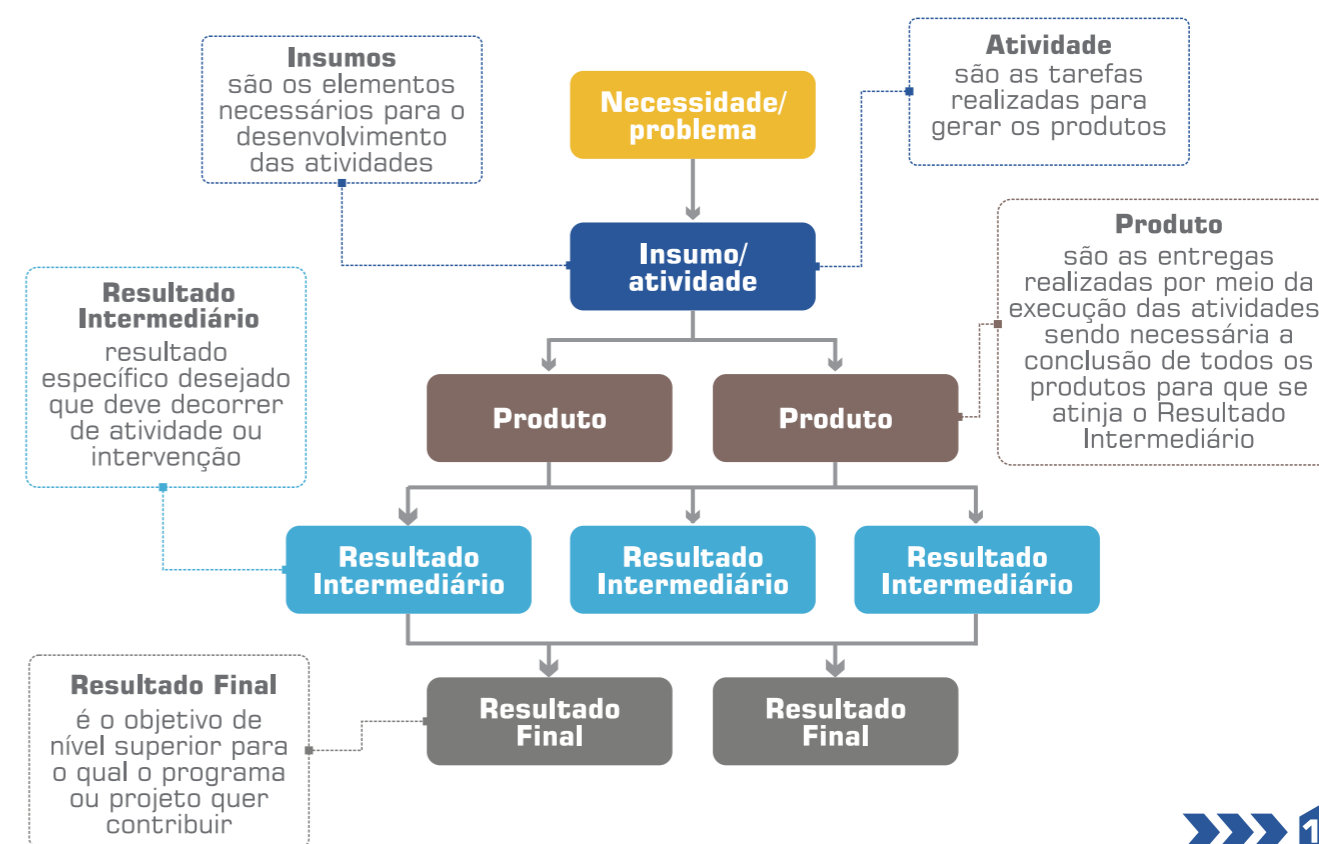 Insumos
são os elementos
necessários para o
desenvolvimento
das atividades
Necessidade/
problema
Atividade
são as tarefas
realizadas para
gerar os produtos
Insumo/
atividade
Produto
são as entregas
realizadas por meio da
execução das atividades
sendo necessária a
conclusão de todos os
produtos para que se
atinja o Resultado
Intermediário
Resultado
Intermediário
resultado
específico desejado
que deve decorrer
de atividade ou
intervenção
Produto
Produto
Resultado
Intermediário
Resultado
Intermediário
Resultado
Intermediário
Resultado Final
é o objetivo de
nível superior para
o qual o programa
ou projeto quer
contribuir
Resultado
Final
Resultado
Final
1